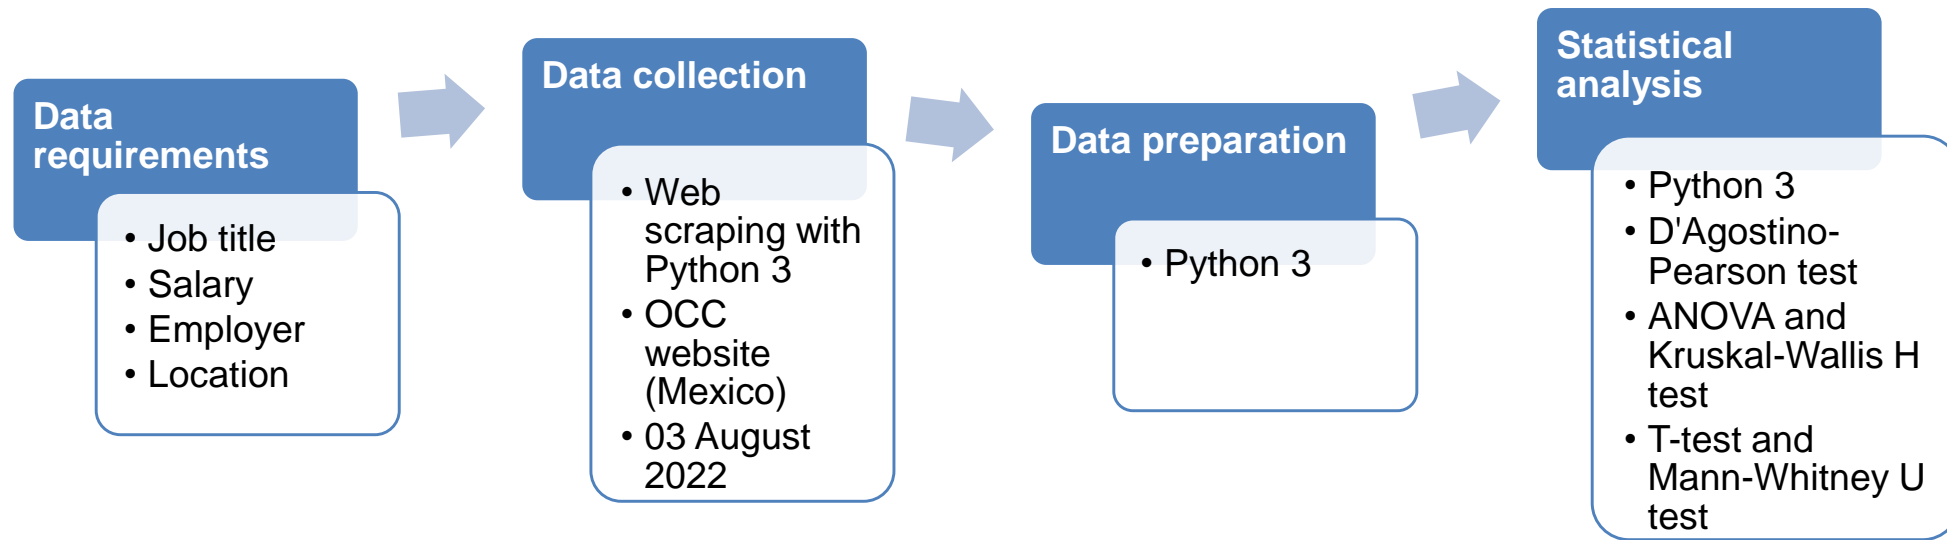 Data
requirements
• Job title
• Salary
• Employer
• Location
Data collection
• Web
scraping with
Python 3
• OCC
website
(Mexico)
• 03 August
2022
Data preparation
• Python 3
Statistical
analysis
• Python 3
• D'Agostino-
Pearson test
• ANOVA and
Kruskal-Wallis H
test
• T-test and
Mann-Whitney U
test